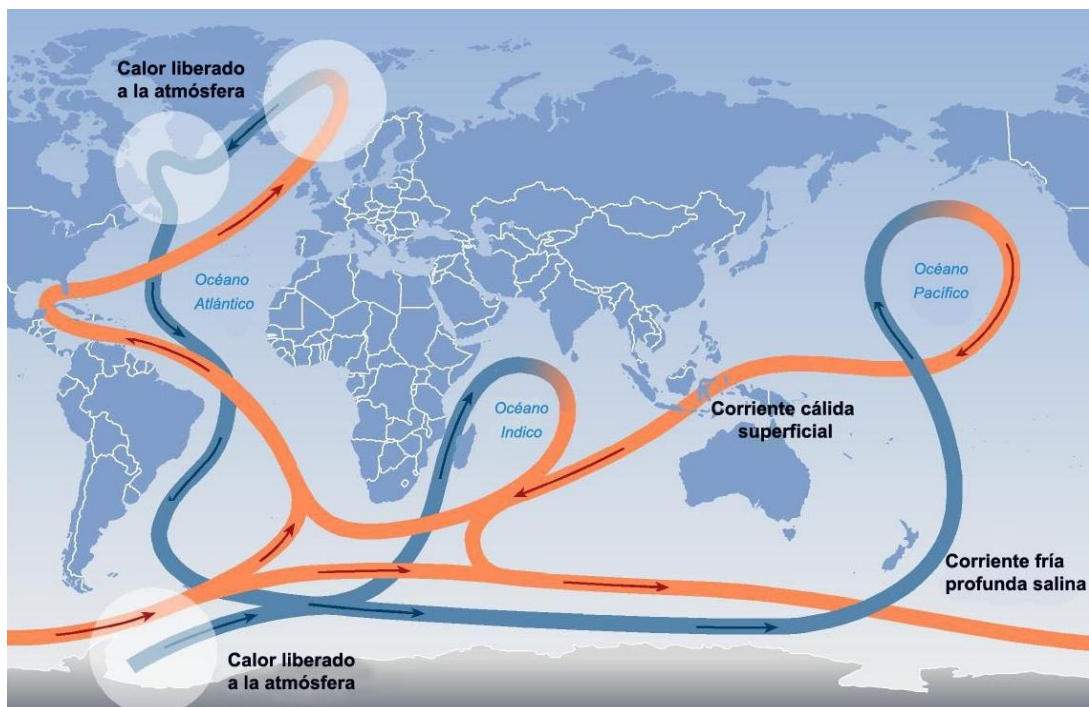 Calor liberado
a la atmósfera
Océano
Atlántico
Océano
Pacífico
Océano
Indico
Corriente cálida
superficial
Corriente fría
profunda salina
Calor liberado
a la atmósfera